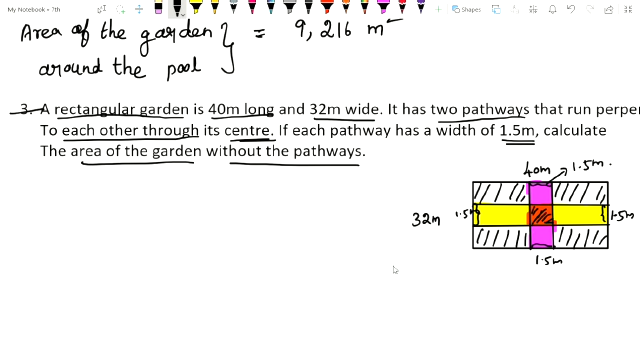 My Notebook • 7th
Shapes
Area of the garden } = 9, 216 m²
around the pool
3. A rectangular garden is 40m long and 32m wide. It has two pathways that run perpe
To each other through its centre. If each pathway has a width of 1.5m, calculate
The area of the garden without the pathways.
40m 1.5m.
32m 1.5m 1.5m
1.5m